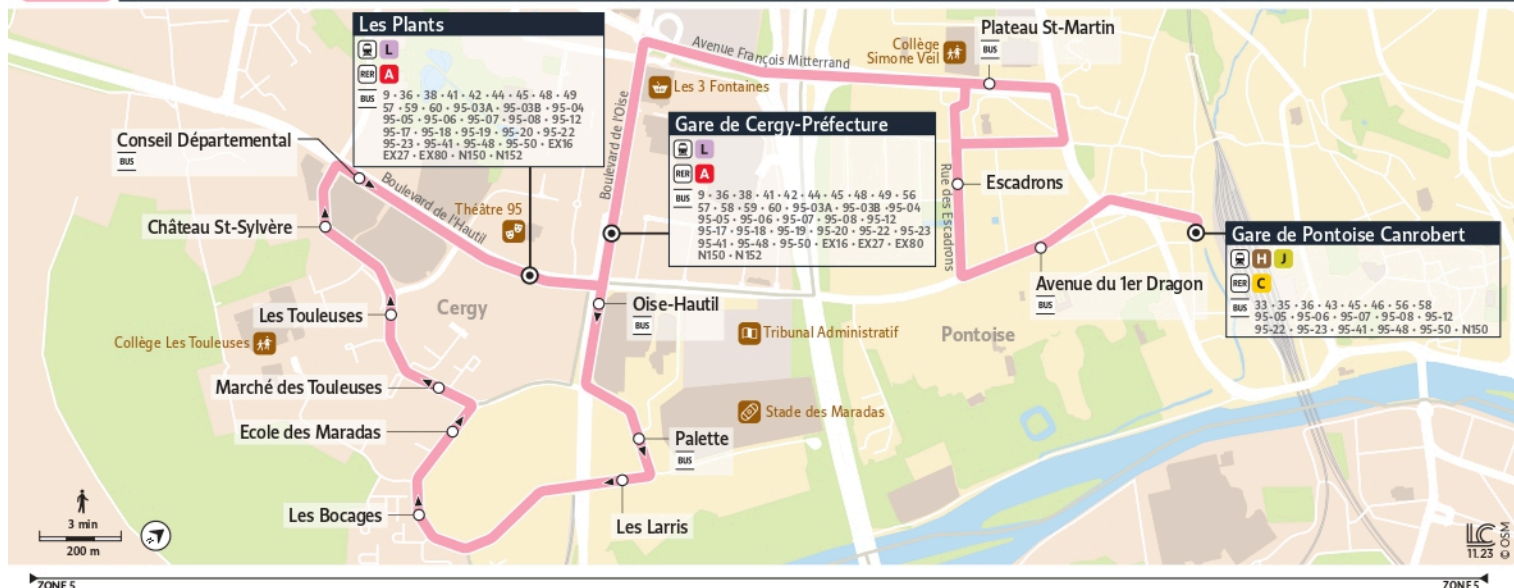 Les Plants
L
RER A
BUS
9 • 36 • 38 • 41 • 42 • 44 • 45 • 48 • 49
57 • 59 • 60 • 95-03A • 95-03B • 95-04
95-05 • 95-06 • 95-07 • 95-08 • 95-12
95-17 • 95-18 • 95-19 • 95-20 • 95-22
95-23 • 95-41 • 95-48 • 95-50 • EX16
EX27 • EX80 • N150 • N152
Avenue François Mitterrand
Collège
Simone Veil
Plateau St-Martin
BUS
Les 3 Fontaines
Boulevard de l'Oise
Gare de Cergy-Préfecture
L
RER A
BUS
9 • 36 • 38 • 41 • 42 • 44 • 45 • 48 • 49 • 56
57 • 58 • 59 • 60 • 95-03A • 95-03B • 95-04
95-05 • 95-06 • 95-07 • 95-08 • 95-12
95-17 • 95-18 • 95-19 • 95-20 • 95-22 • 95-23
95-41 • 95-48 • 95-50 • EX16 • EX27 • EX80
N150 • N152
Conseil Départemental
BUS
Boulevard de l'Hautil
Théâtre 95
Château St-Sylvère
Rue des Escadrons
Escadrons
Gare de Pontoise Canrobert
H J
RER C
BUS
33 • 35 • 36 • 43 • 45 • 46 • 56 • 58
95-05 • 95-06 • 95-07 • 95-08 • 95-12
95-22 • 95-23 • 95-41 • 95-48 • 95-50 • N150
Avenue du 1er Dragon
BUS
Les Touleuses
Cergy
Oise-Hautil
BUS
Tribunal Administratif
Pontoise
Collège Les Touleuses
Marché des Touleuses
Stade des Maradas
Ecole des Maradas
Palette
BUS
Les Bocages
Les Larris
3 min
200 m
LC
11.23 © OSM
ZONE 5
ZONE 5